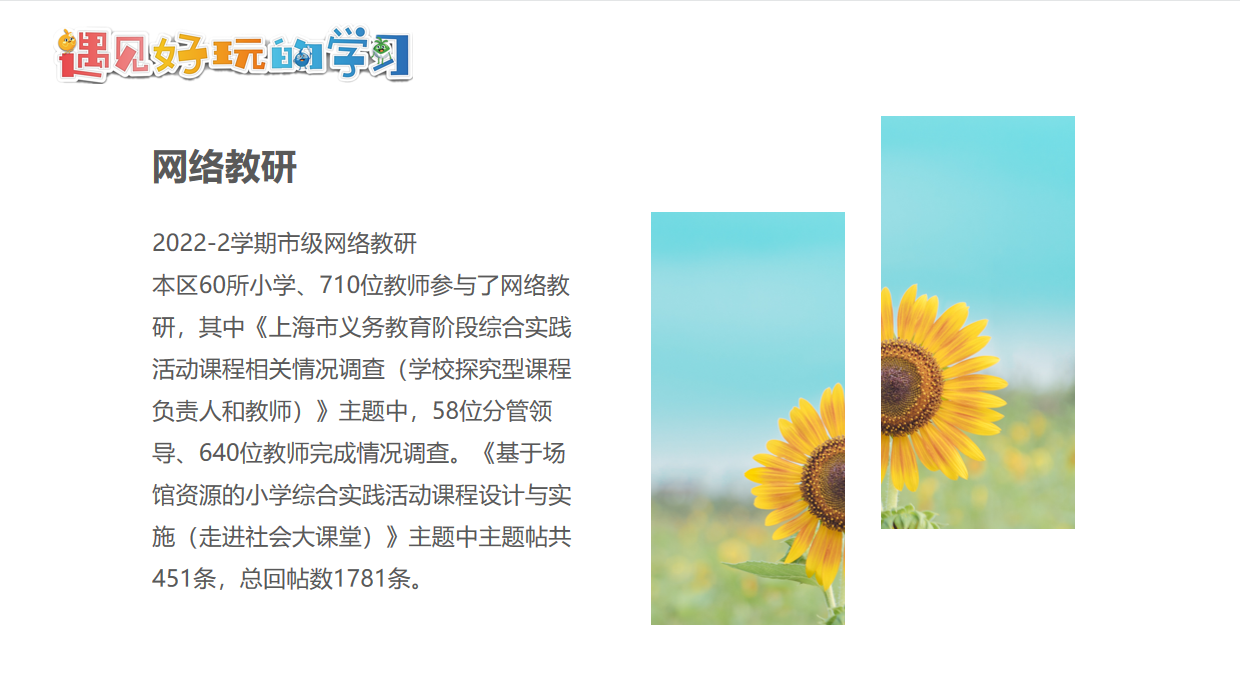 遇见好玩的学习
网络教研
2022-2学期市级网络教研
本区60所小学、710位教师参与了网络教
研，其中《上海市义务教育阶段综合实践
活动课程相关情况调查（学校探究型课程
负责人和教师）》主题中，58位分管领
导、640位教师完成情况调查。《基于场
馆资源的小学综合实践活动课程设计与实
施（走进社会大课堂）》主题中主题帖共
451条，总回帖数1781条。